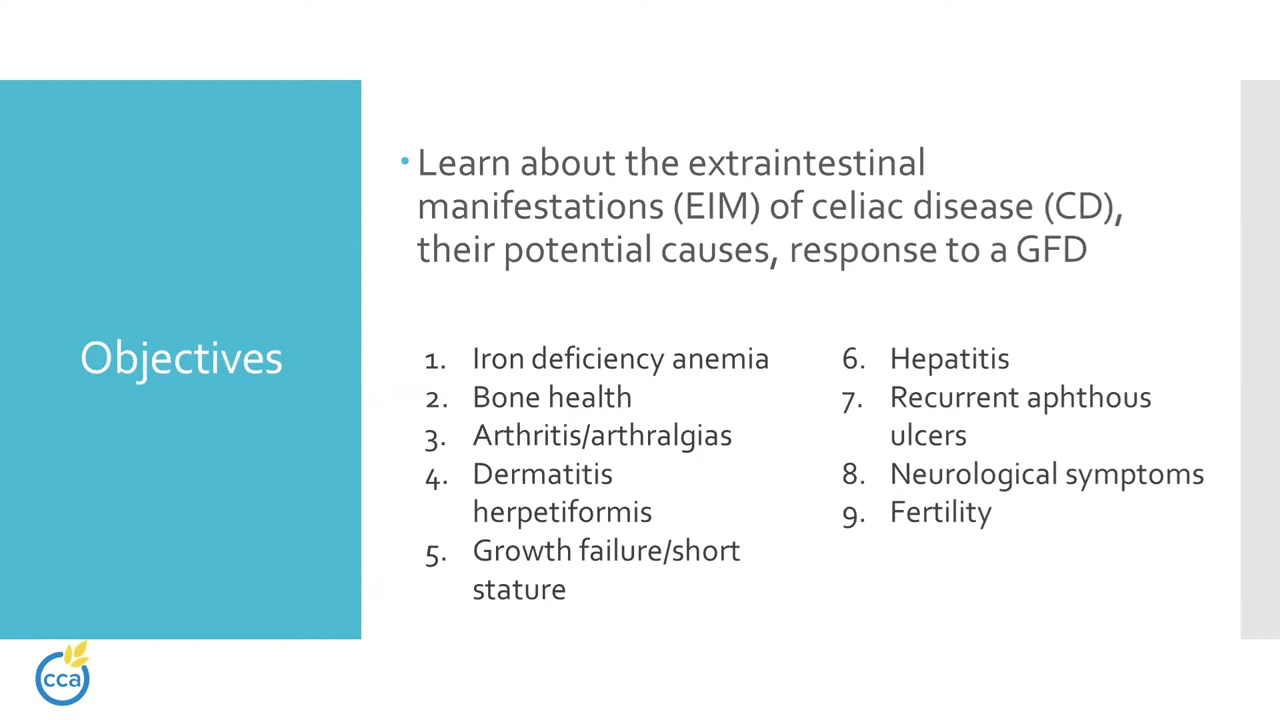 Objectives
• Learn about the extraintestinal
manifestations (EIM) of celiac disease (CD),
their potential causes, response to a GFD
1. Iron deficiency anemia
2. Bone health
3. Arthritis/arthralgias
4. Dermatitis
herpetiformis
5. Growth failure/short
stature
6. Hepatitis
7. Recurrent aphthous
ulcers
8. Neurological symptoms
9. Fertility
cca